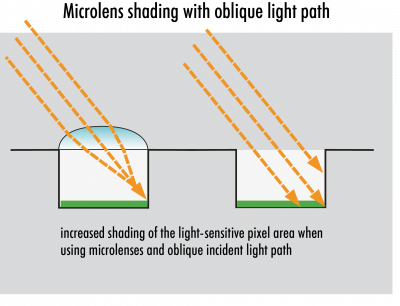 Microlens shading with oblique light path
increased shading of the light-sensitive pixel area when
using microlenses and oblique incident light path